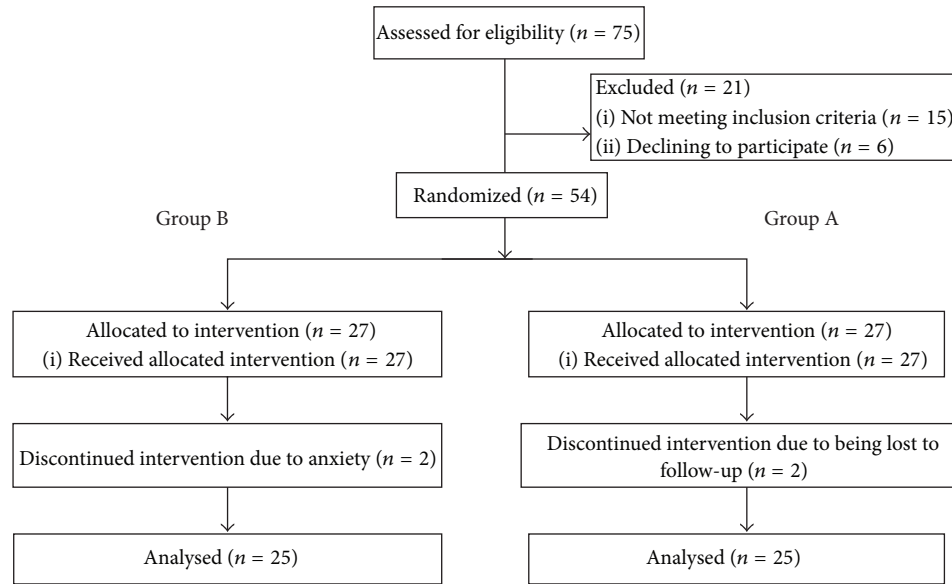 Assessed for eligibility (n = 75)
Excluded (n = 21)
(i) Not meeting inclusion criteria (n = 15)
(ii) Declining to participate (n = 6)
Randomized (n = 54)
Group B
Group A
Allocated to intervention (n = 27)
(i) Received allocated intervention (n = 27)
Allocated to intervention (n = 27)
(i) Received allocated intervention (n = 27)
Discontinued intervention due to anxiety (n = 2)
Discontinued intervention due to being lost to
follow-up (n = 2)
Analysed (n = 25)
Analysed (n = 25)